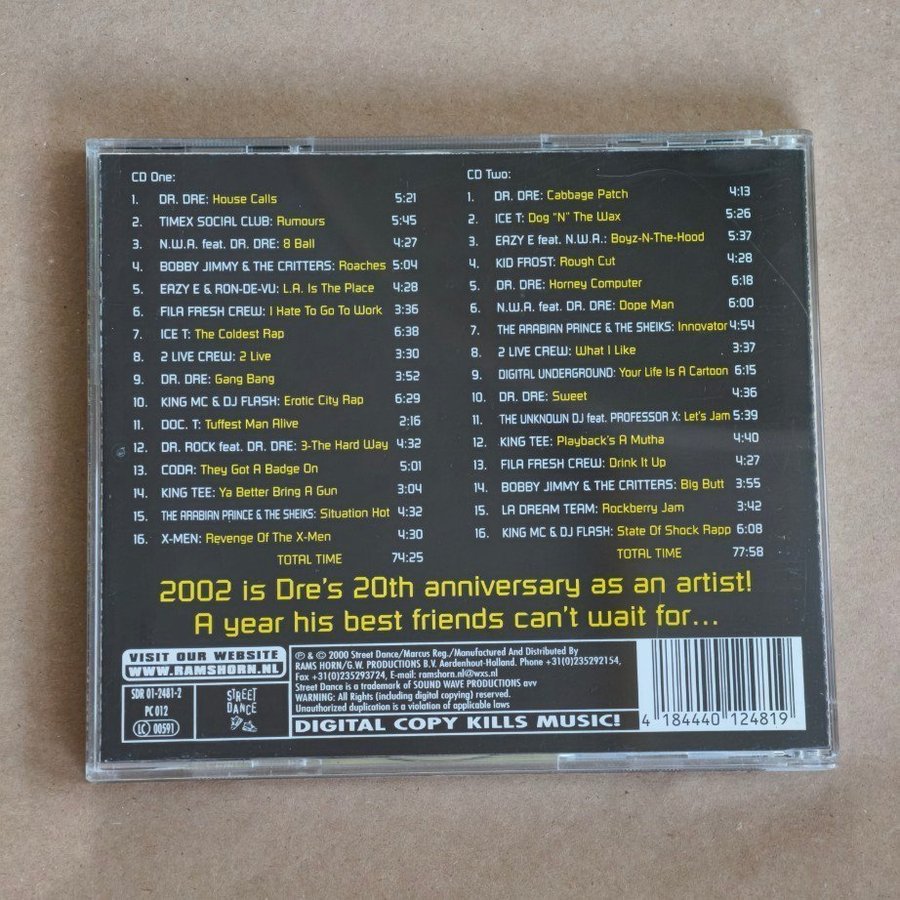 CD One:
1. DR. DRE: House Calls 5:21
2. TIMEX SOCIAL CLUB: Rumours 5:45
3. N.W.A. feat. DR. DRE: 8 Ball 4:27
4. BOBBY JIMMY & THE CRITTERS: Roaches 5:04
5. EAZY E & RON-DE-VU: L.A. Is The Place 4:28
6. FILA FRESH CREW: I Hate To Go To Work 3:36
7. ICE T: The Coldest Rap 6:38
8. 2 LIVE CREW: 2 Live 3:30
9. DR. DRE: Gang Bang 3:52
10. KING MC & DJ FLASH: Erotic City Rap 6:29
11. DOC. T: Tuffest Man Alive 2:16
12. DR. ROCK feat. DR. DRE: 3-The Hard Way 4:32
13. CODA: They Got A Badge On 5:01
14. KING TEE: Ya Better Bring A Gun 3:04
15. THE ARABIAN PRINCE & THE SHEIKS: Situation Hot 4:32
16. X-MEN: Revenge Of The X-Men 4:30
TOTAL TIME 74:25
CD Two:
1. DR. DRE: Cabbage Patch 4:13
2. ICE T: Dog "N" The Wax 5:26
3. EAZY E feat. N.W.A.: Boyz-N-The-Hood 5:37
4. KID FROST: Rough Cut 4:28
5. DR. DRE: Horney Computer 6:18
6. N.W.A. feat. DR. DRE: Dope Man 6:00
7. THE ARABIAN PRINCE & THE SHEIKS: Innovator 4:54
8. 2 LIVE CREW: What I Like 3:37
9. DIGITAL UNDERGROUND: Your Life Is A Cartoon 6:15
10. DR. DRE: Sweet 4:36
11. THE UNKNOWN DJ feat. PROFESSOR X: Let's Jam 5:39
12. KING TEE: Playback's A Mutha 4:40
13. FILA FRESH CREW: Drink It Up 4:27
14. BOBBY JIMMY & THE CRITTERS: Big Butt 3:55
15. LA DREAM TEAM: Rockberry Jam 3:42
16. KING MC & DJ FLASH: State Of Shock Rapp 6:08
TOTAL TIME 77:58
2002 is Dre's 20th anniversary as an artist!
A year his best friends can't wait for...
VISIT OUR WEBSITE
WWW.RAMSHORN.NL
SDR 01-2481-2
PC 012
LC 00591
STREET
DANCE
℗ & © 2000 Street Dance/Marcus Reg./Manufactured And Distributed By
RAMS HORN/G.W. PRODUCTIONS B.V. Aerdenhout-Holland. Phone +31(0)235292154,
Fax +31(0)235293724, E-mail: ramshorn.nl@wxs.nl
Street Dance is a trademark of SOUND WAVE PRODUCTIONS avv
WARNING: All Rights (including digital copying) reserved.
Unauthorized duplication is a violation of applicable laws
DIGITAL COPY KILLS MUSIC!
4 184440 124819